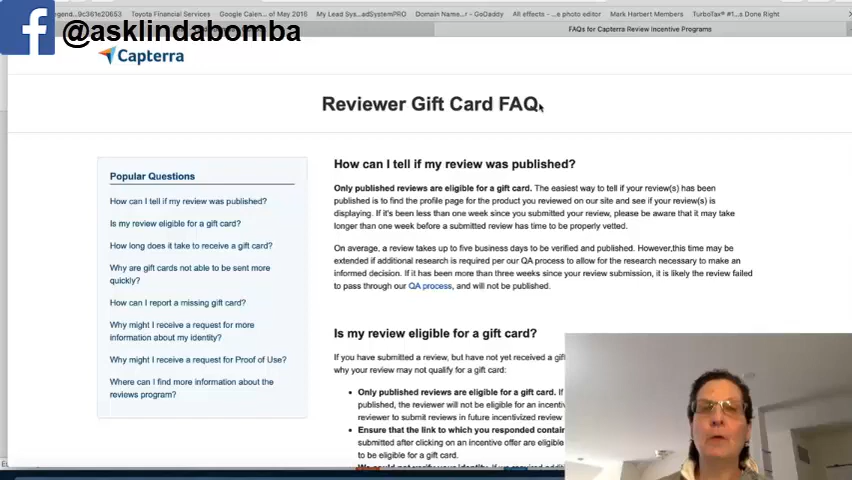 egend...9c361e20653 Toyota Financial Services Google Calen... of May 2016 My Lead Sys...adSystemPRO Domain Name...r - GoDaddy All effects - ...e photo editor Mark Harbert Members TurboTax® #1...s Done Right
@asklindabomba
FAQs for Capterra Review Incentive Programs
Capterra
Reviewer Gift Card FAQ
Popular Questions
How can I tell if my review was published?
Is my review eligible for a gift card?
How long does it take to receive a gift card?
Why are gift cards not able to be sent more
quickly?
How can I report a missing gift card?
Why might I receive a request for more
information about my identity?
Why might I receive a request for Proof of Use?
Where can I find more information about the
reviews program?
How can I tell if my review was published?
Only published reviews are eligible for a gift card. The easiest way to tell if your review(s) has been
published is to find the profile page for the product you reviewed on our site and see if your review(s) is
displaying. If it's been less than one week since you submitted your review, please be aware that it may take
longer than one week before a submitted review has time to be properly vetted.
On average, a review takes up to five business days to be verified and published. However,this time may be
extended if additional research is required per our QA process to allow for the research necessary to make an
informed decision. If it has been more than three weeks since your review submission, it is likely the review failed
to pass through our QA process, and will not be published.
Is my review eligible for a gift card?
If you have submitted a review, but have not yet received a gif
why your review may not qualify for a gift card:
• Only published reviews are eligible for a gift card. If
published, the reviewer will not be eligible for an incenti
reviewer to submit reviews in future incentivized review
• Ensure that the link to which you responded contain
submitted after clicking on an incentive offer are eligible
to be eligible for a gift card.
• We could not verify your identity. If